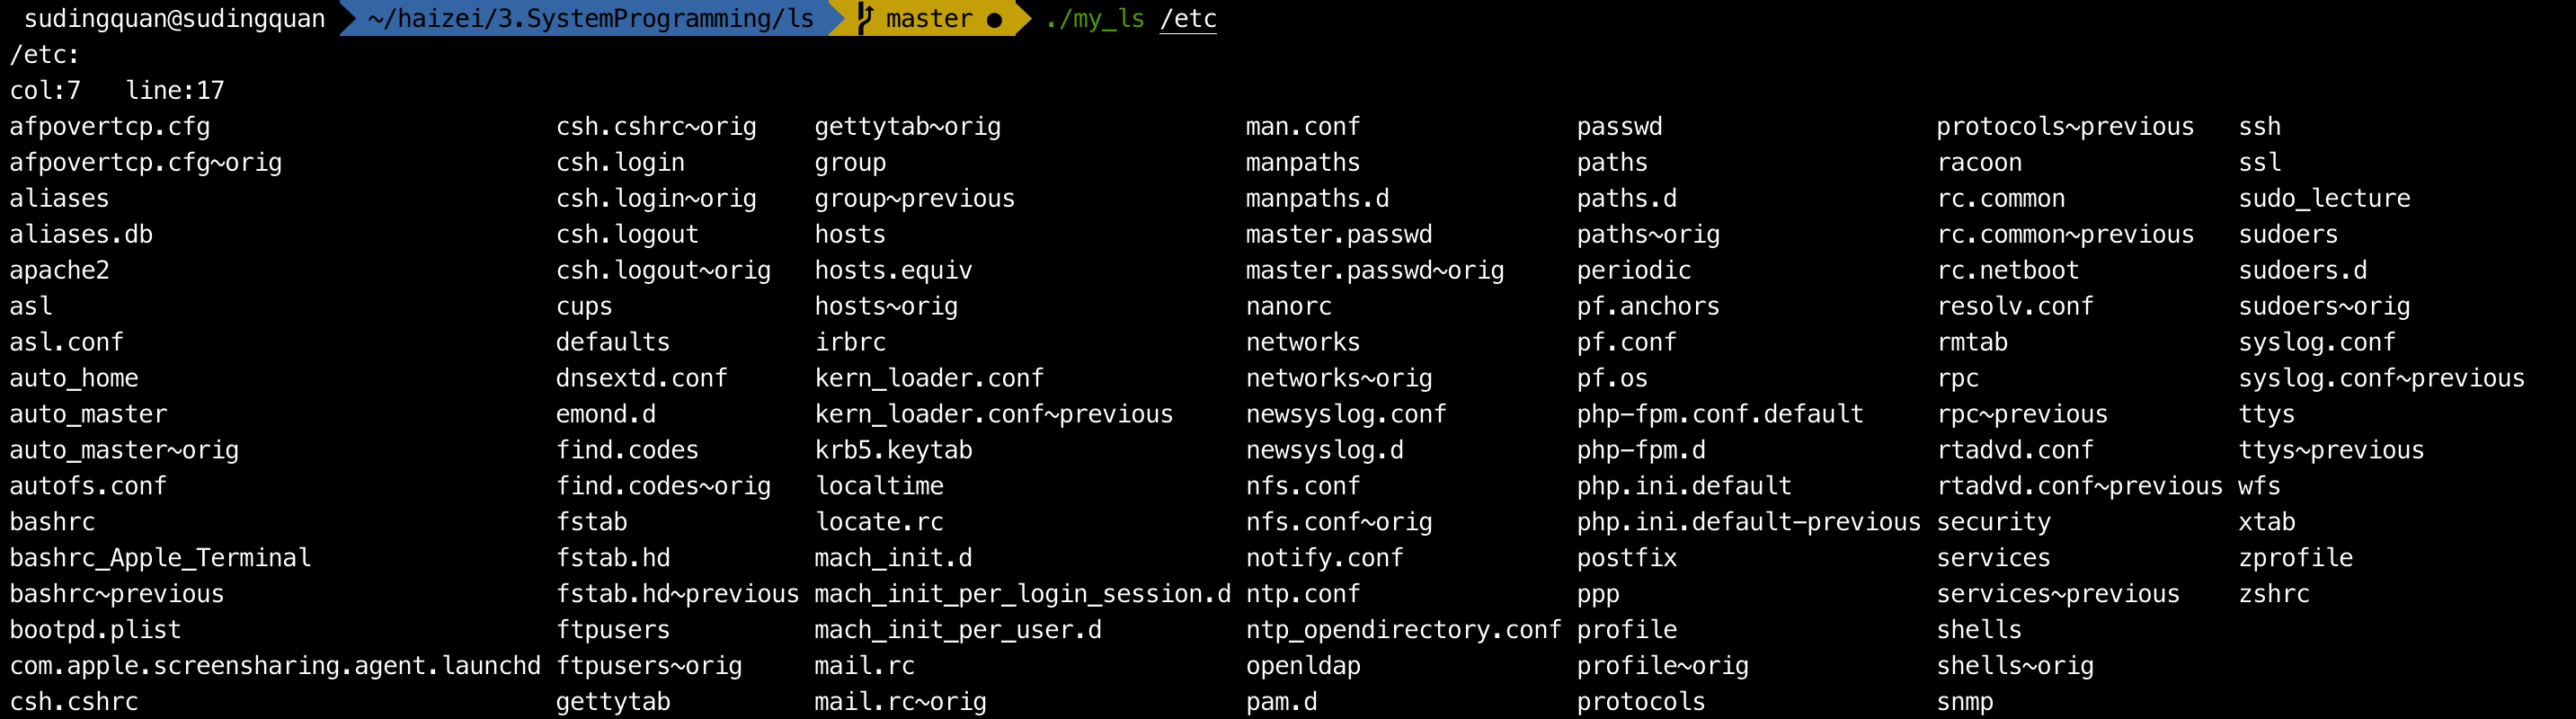 sudingquan@sudingquan ~/haizei/3.SystemProgramming/ls master ● ./my_ls /etc
/etc:
col:7   line:17
afpovertcp.cfg csh.cshrc~orig gettytab~orig man.conf passwd protocols~previous ssh
afpovertcp.cfg~orig csh.login group manpaths paths racoon ssl
aliases csh.login~orig group~previous manpaths.d paths.d rc.common sudo_lecture
aliases.db csh.logout hosts master.passwd paths~orig rc.common~previous sudoers
apache2 csh.logout~orig hosts.equiv master.passwd~orig periodic rc.netboot sudoers.d
asl cups hosts~orig nanorc pf.anchors resolv.conf sudoers~orig
asl.conf defaults irbrc networks pf.conf rmtab syslog.conf
auto_home dnsextd.conf kern_loader.conf networks~orig pf.os rpc syslog.conf~previous
auto_master emond.d kern_loader.conf~previous newsyslog.conf php-fpm.conf.default rpc~previous ttys
auto_master~orig find.codes krb5.keytab newsyslog.d php-fpm.d rtadvd.conf ttys~previous
autofs.conf find.codes~orig localtime nfs.conf php.ini.default rtadvd.conf~previous wfs
bashrc fstab locate.rc nfs.conf~orig php.ini.default-previous security xtab
bashrc_Apple_Terminal fstab.hd mach_init.d notify.conf postfix services zprofile
bashrc~previous fstab.hd~previous mach_init_per_login_session.d ntp.conf ppp services~previous zshrc
bootpd.plist ftpusers mach_init_per_user.d ntp_opendirectory.conf profile shells
com.apple.screensharing.agent.launchd ftpusers~orig mail.rc openldap profile~orig shells~orig
csh.cshrc gettytab mail.rc~orig pam.d protocols snmp